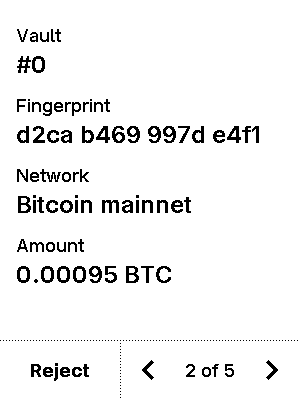 Vault
#0
Fingerprint
d2ca b469 997d e4f1
Network
Bitcoin mainnet
Amount
0.00095 BTC
Reject
2 of 5